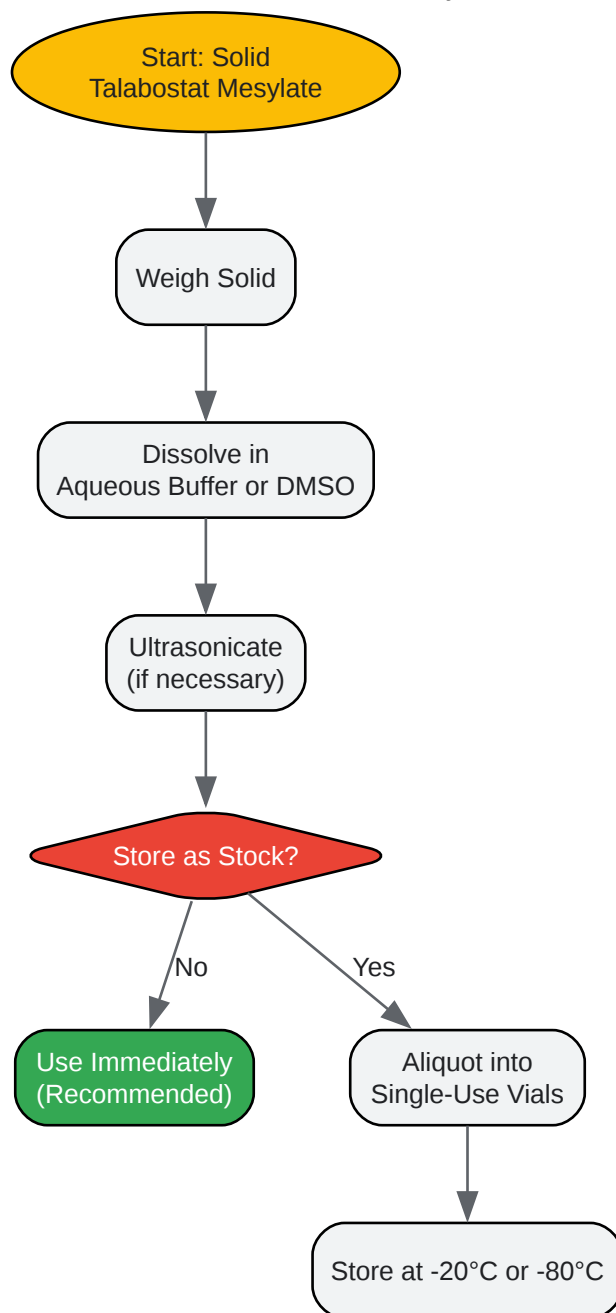 Start: Solid
Talabostat Mesylate
Weigh Solid
Dissolve in
Aqueous Buffer or DMSO
Ultrasonicate
(if necessary)
Store as Stock?
No
Yes
Use Immediately
(Recommended)
Aliquot into
Single-Use Vials
Store at -20°C or -80°C